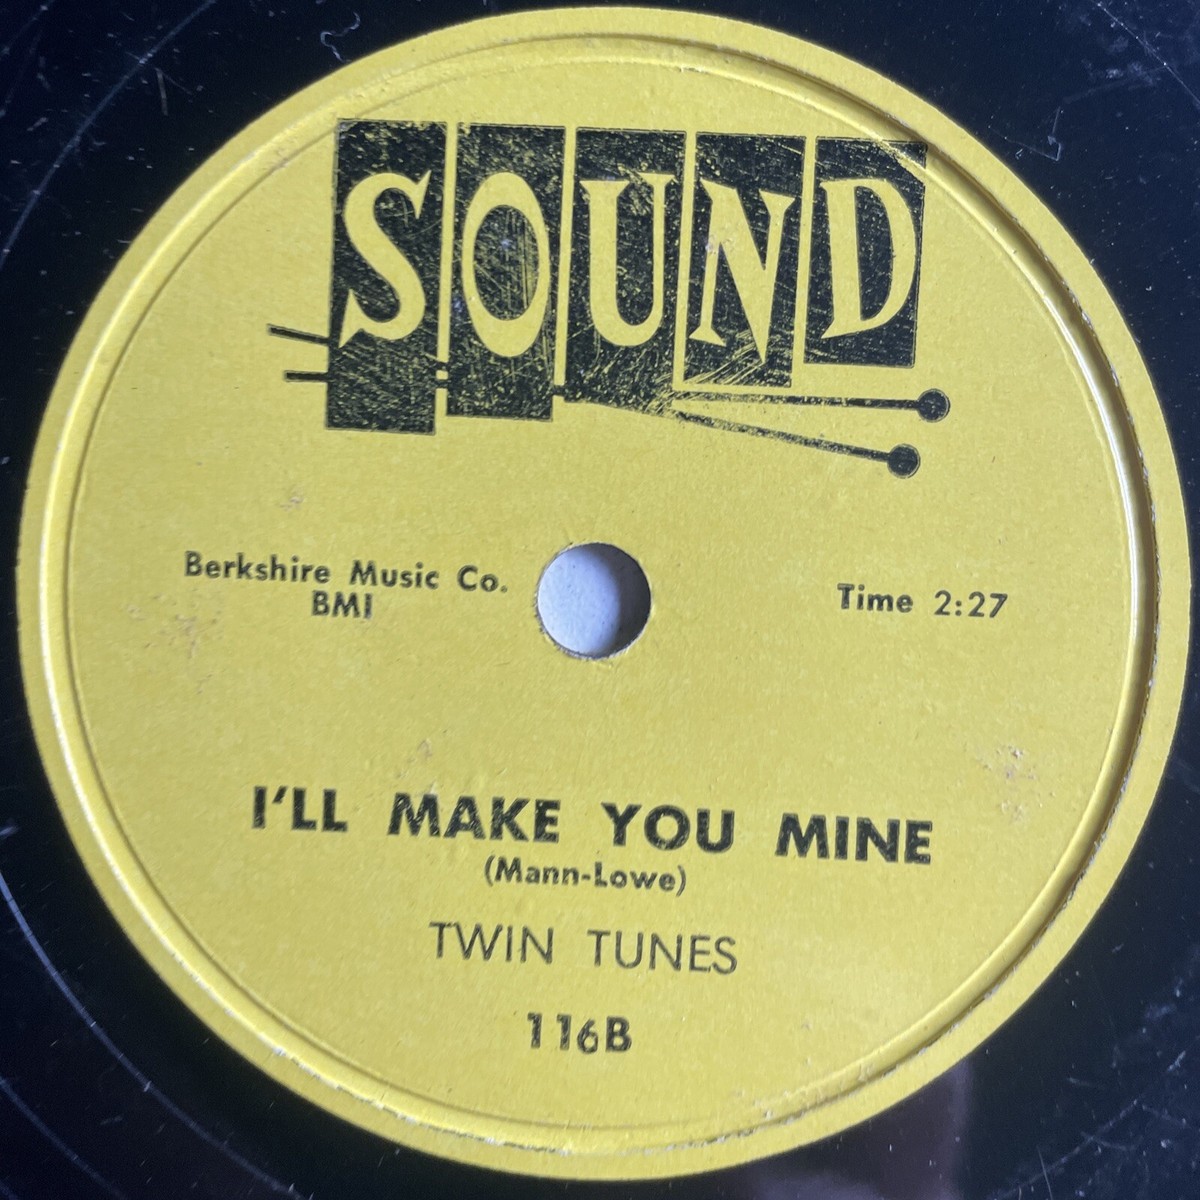 SOUND
Berkshire Music Co.
BMI
Time 2:27
I'LL MAKE YOU MINE
(Mann-Lowe)
TWIN TUNES
116B